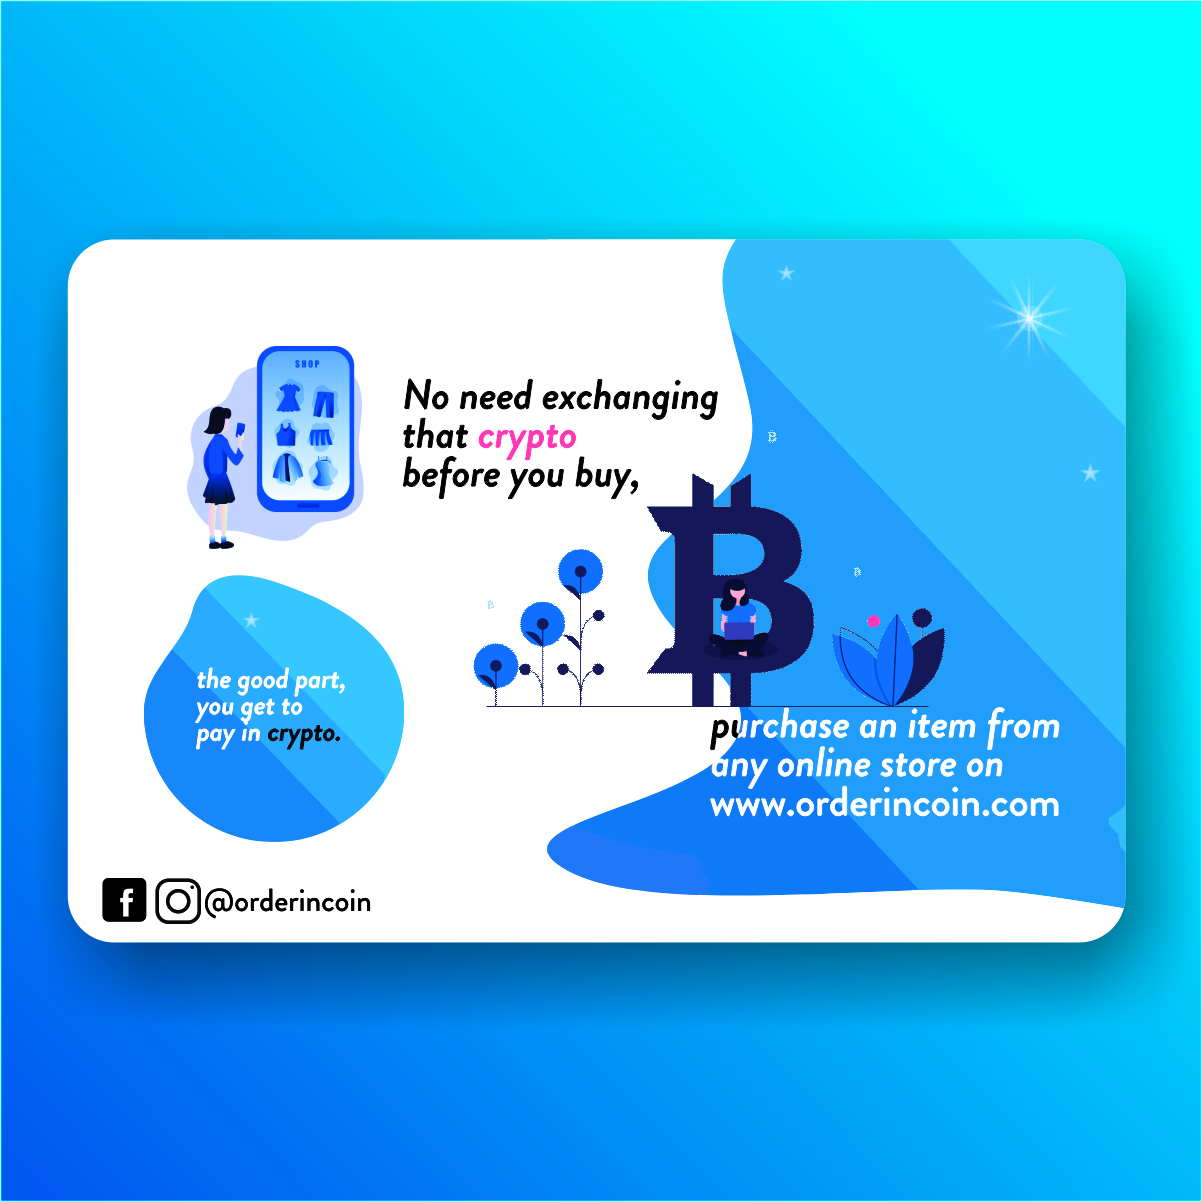 SHOP
No need exchanging
that crypto
before you buy,
the good part,
you get to
pay in crypto.
purchase an item from
any online store on
www.orderincoin.com
@orderincoin